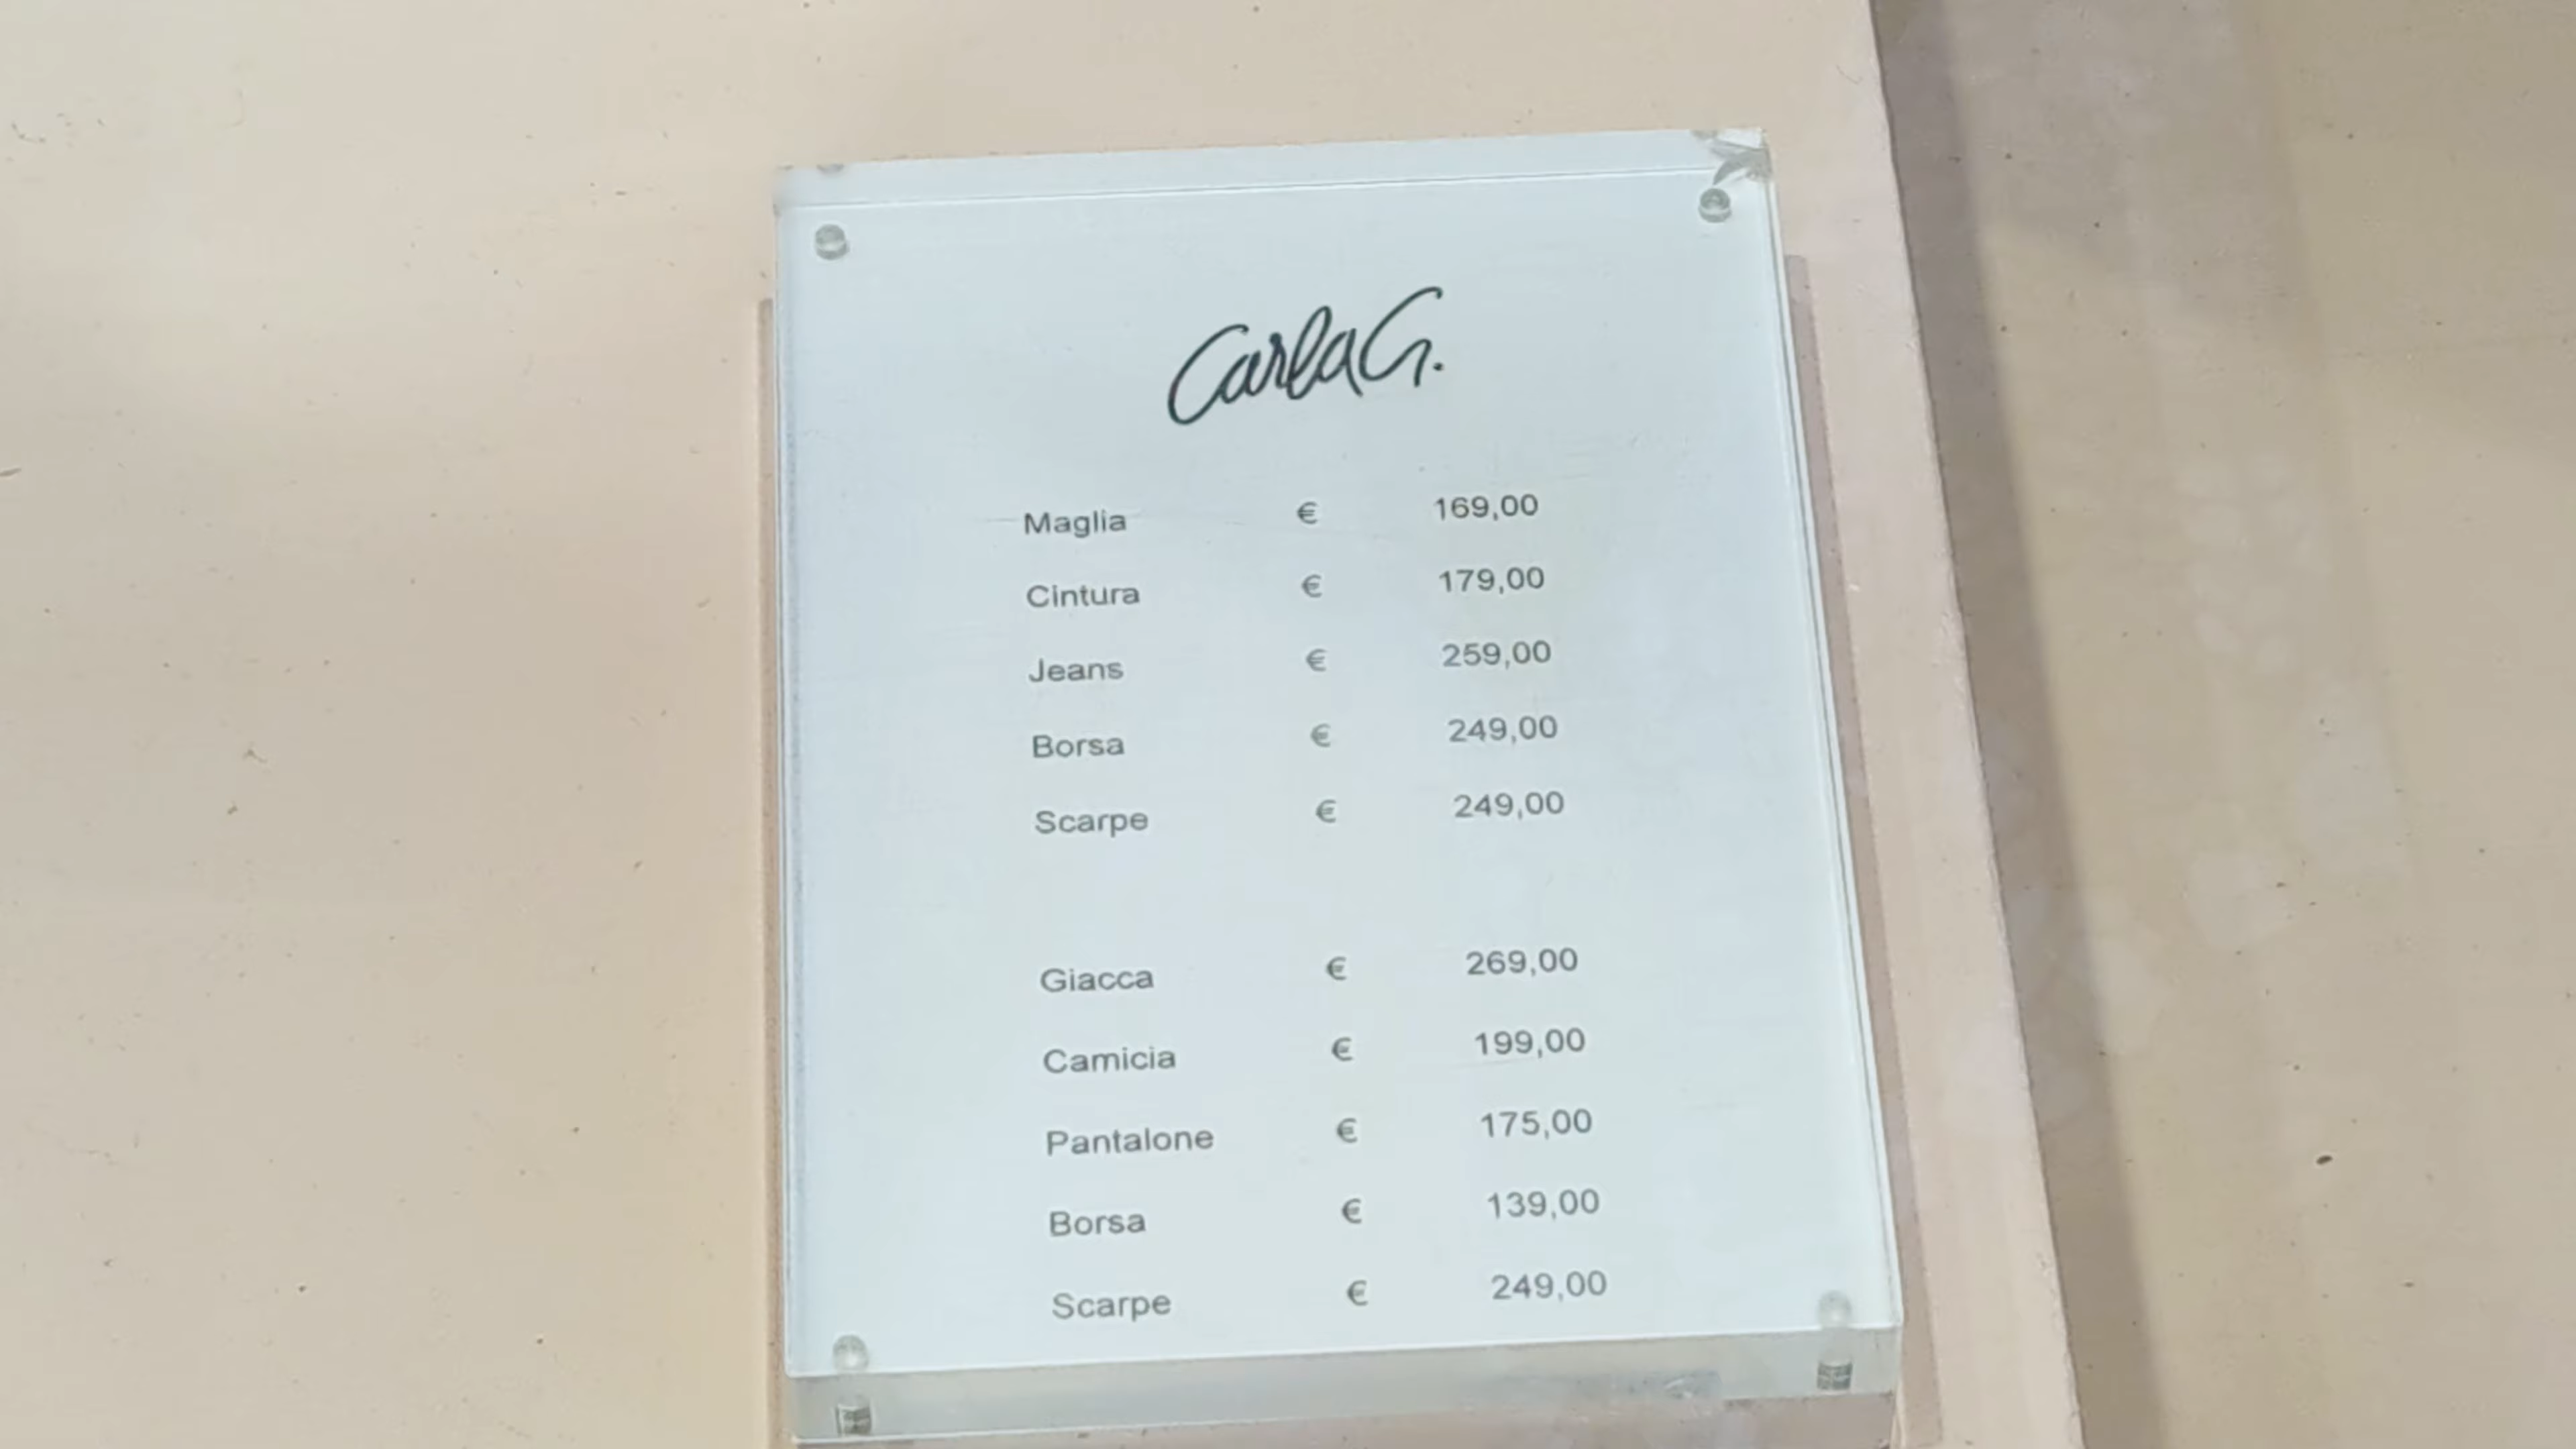 Carla G.
Maglia € 169,00
Cintura € 179,00
Jeans € 259,00
Borsa € 249,00
Scarpe € 249,00
Giacca € 269,00
Camicia € 199,00
Pantalone € 175,00
Borsa € 139,00
Scarpe € 249,00